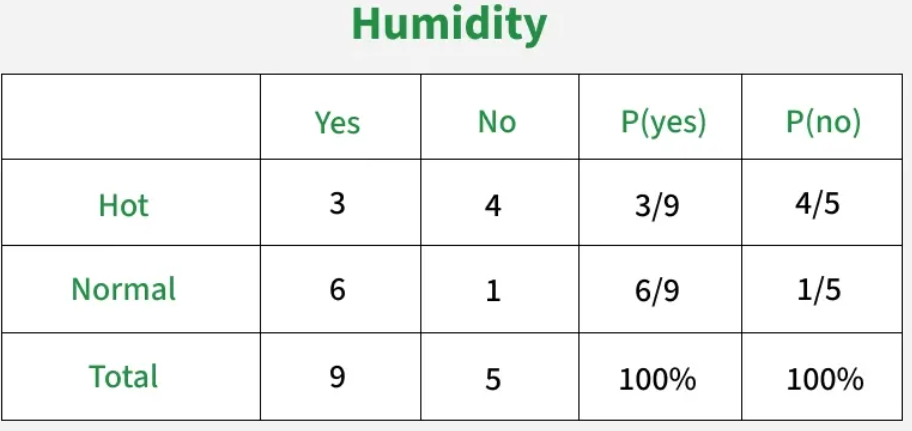 Humidity
Yes No P(yes) P(no)
Hot 3 4 3/9 4/5
Normal 6 1 6/9 1/5
Total 9 5 100% 100%